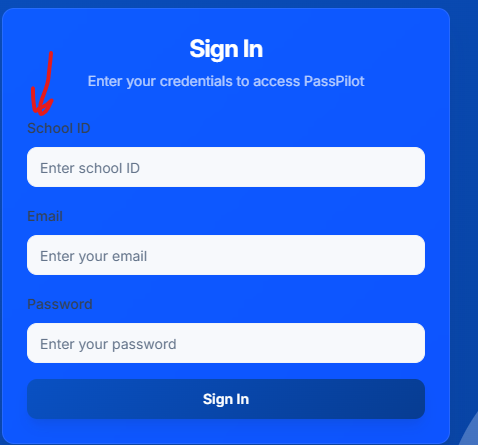 Sign In
Enter your credentials to access PassPilot
School ID
Enter school ID
Email
Enter your email
Password
Enter your password
Sign In